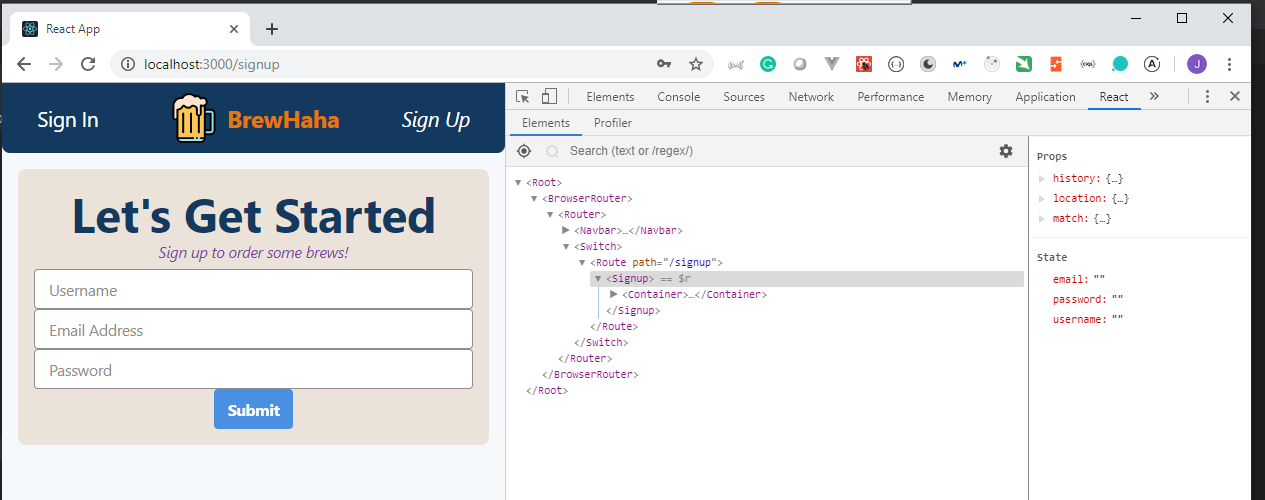 React App
localhost:3000/signup
J
Sign In
BrewHaha
Sign Up
Let's Get Started
Sign up to order some brews!
Username
Email Address
Password
Submit
Elements Console Sources Network Performance Memory Application React »
Elements Profiler
Search (text or /regex/)
<Root>
<BrowserRouter>
<Router>
<Navbar>…</Navbar>
<Switch>
<Route path="/signup">
<Signup> == $r
<Container>…</Container>
</Signup>
</Route>
</Switch>
</Router>
</BrowserRouter>
</Root>
Props
history: {…}
location: {…}
match: {…}
State
email: ""
password: ""
username: ""